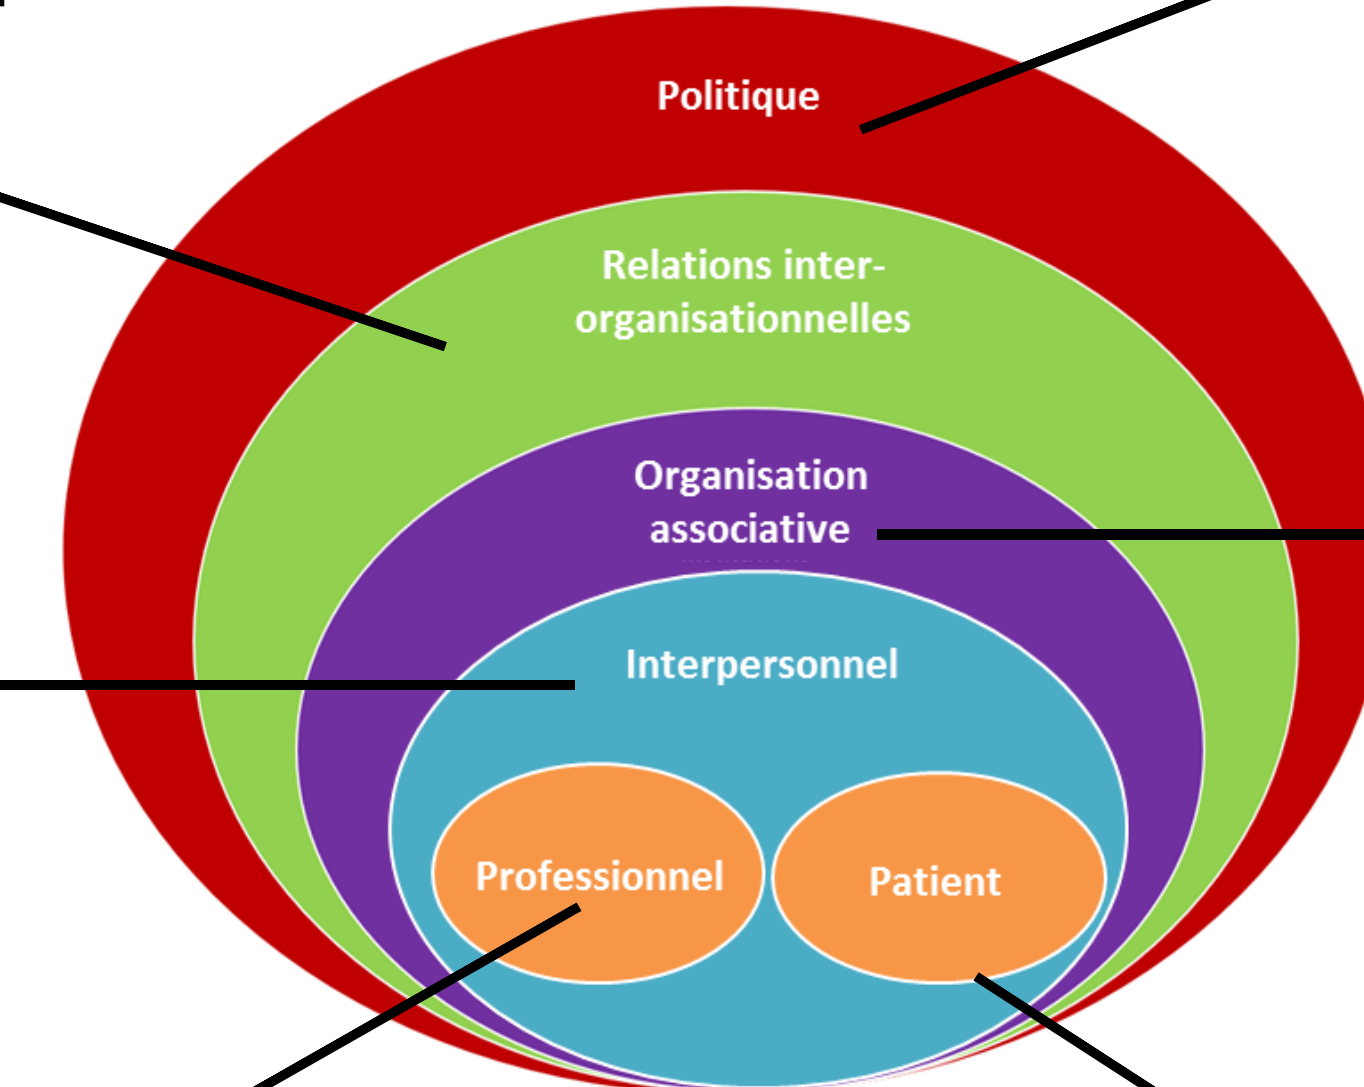 Politique
Relations inter-
organisationnelles
Organisation
associative
Interpersonnel
Professionnel
Patient